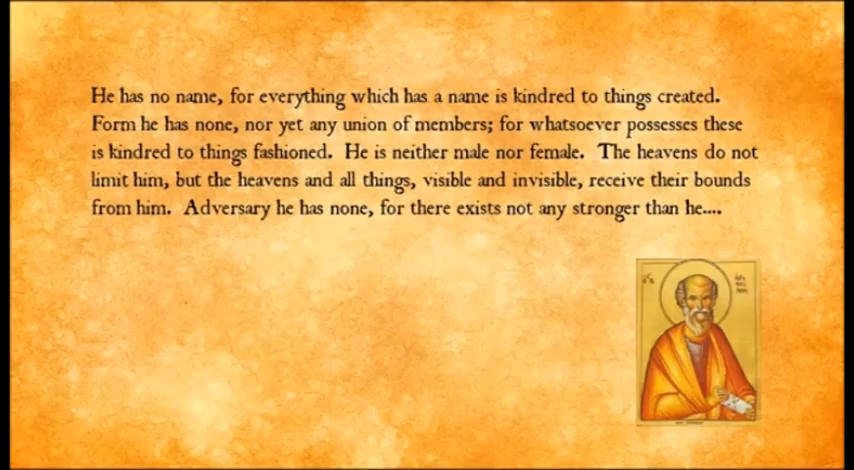 He has no name, for everything which has a name is kindred to things created.
Form he has none, nor yet any union of members; for whatsoever possesses these
is kindred to things fashioned. He is neither male nor female. The heavens do not
limit him, but the heavens and all things, visible and invisible, receive their bounds
from him. Adversary he has none, for there exists not any stronger than he....